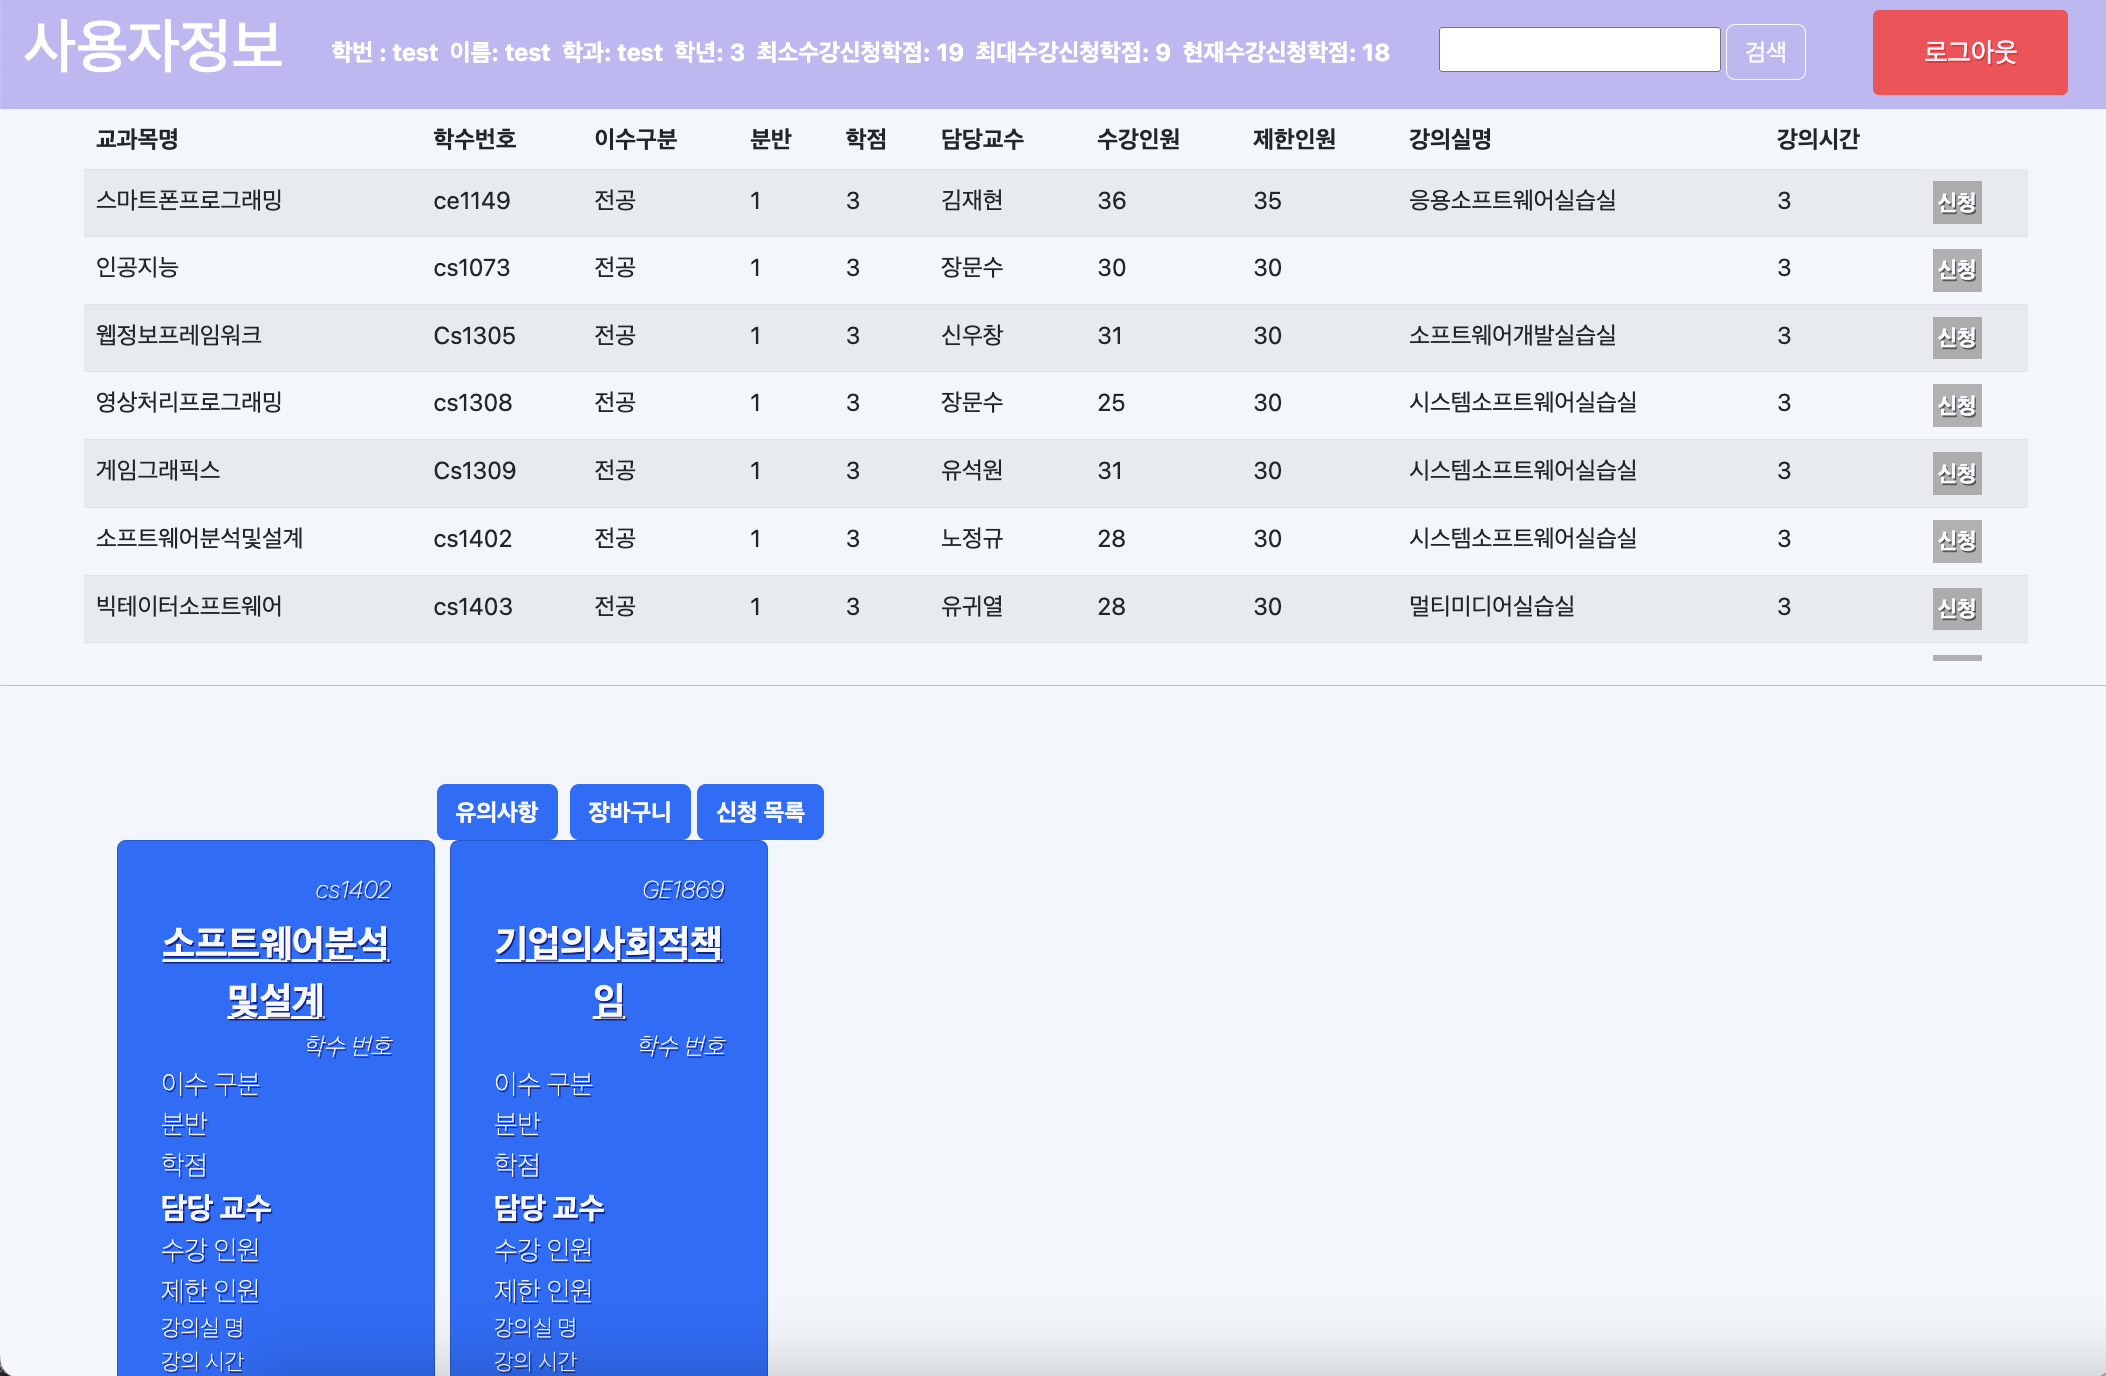 사용자정보 학번 : test 이름: test 학과: test 학년: 3 최소수강신청학점: 19 최대수강신청학점: 9 현재수강신청학점: 18 검색 로그아웃
교과목명 학수번호 이수구분 분반 학점 담당교수 수강인원 제한인원 강의실명 강의시간
스마트폰프로그래밍 ce1149 전공 1 3 김재현 36 35 응용소프트웨어실습실 3 신청
인공지능 cs1073 전공 1 3 장문수 30 30 3 신청
웹정보프레임워크 Cs1305 전공 1 3 신우창 31 30 소프트웨어개발실습실 3 신청
영상처리프로그래밍 cs1308 전공 1 3 장문수 25 30 시스템소프트웨어실습실 3 신청
게임그래픽스 Cs1309 전공 1 3 유석원 31 30 시스템소프트웨어실습실 3 신청
소프트웨어분석및설계 cs1402 전공 1 3 노정규 28 30 시스템소프트웨어실습실 3 신청
빅테이터소프트웨어 cs1403 전공 1 3 유귀열 28 30 멀티미디어실습실 3 신청
유의사항 장바구니 신청 목록
cs1402
소프트웨어분석
및설계
학수 번호
이수 구분
분반
학점
담당 교수
수강 인원
제한 인원
강의실 명
강의 시간
GE1869
기업의사회적책
임
학수 번호
이수 구분
분반
학점
담당 교수
수강 인원
제한 인원
강의실 명
강의 시간